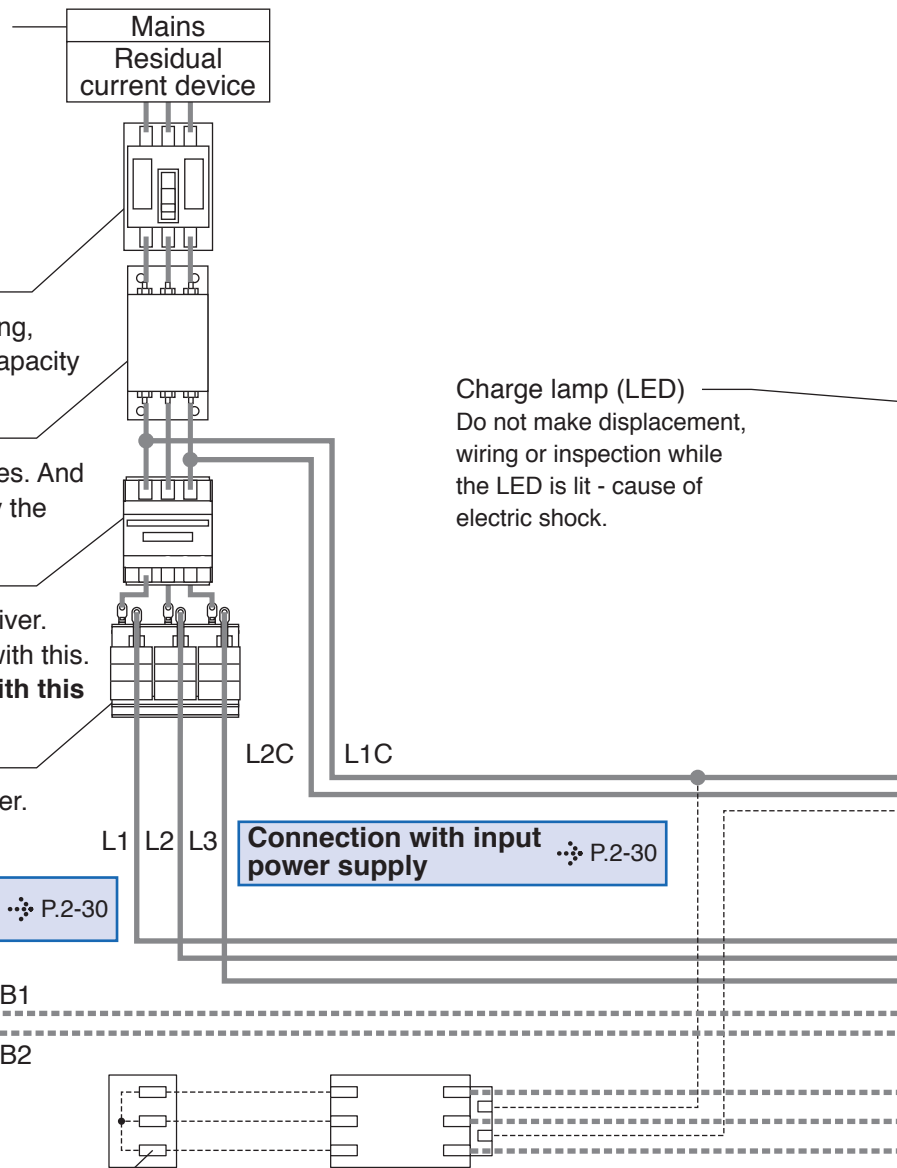 Mains
Residual
current device
ng,
apacity
Charge lamp (LED)
Do not make displacement,
wiring or inspection while
the LED is lit - cause of
electric shock.
es. And
the
iver.
with this.
ith this
L2C
L1C
er.
L1 L2 L3
Connection with input
power supply
P.2-30
P.2-30
B1
B2